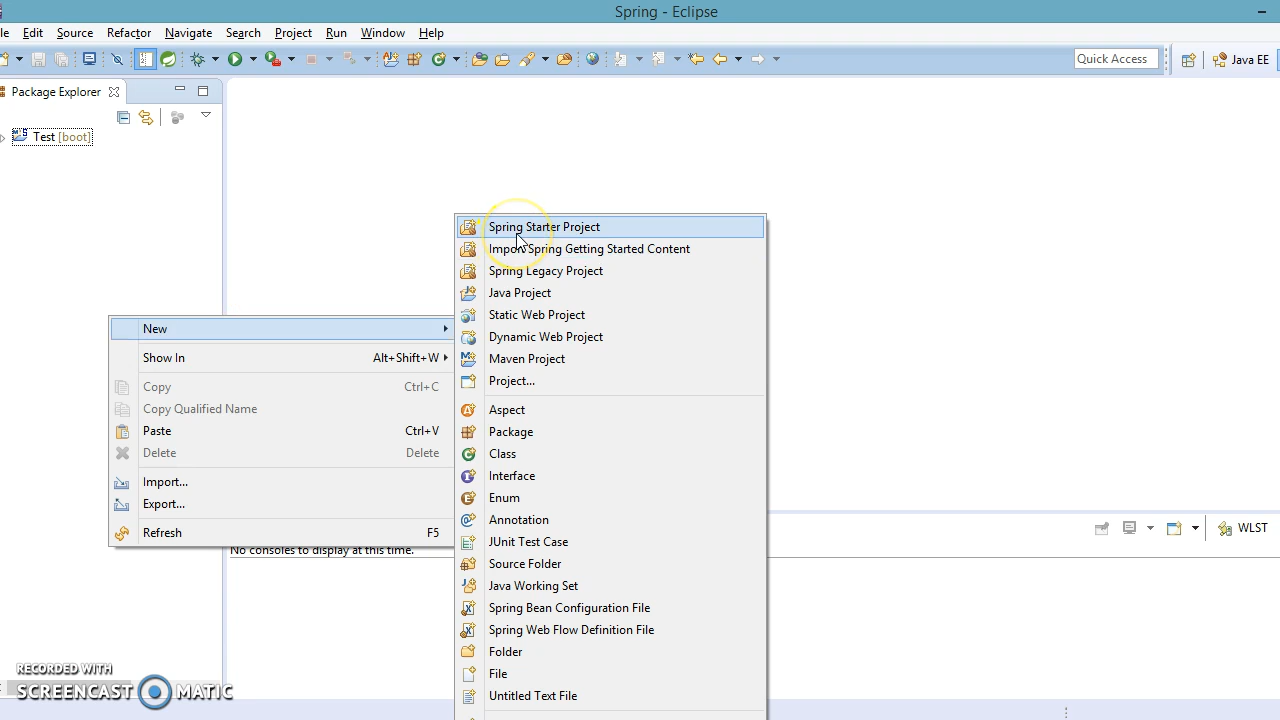 Spring - Eclipse
le Edit Source Refactor Navigate Search Project Run Window Help
Quick Access
Java EE
Package Explorer
Test [boot]
New
Show In Alt+Shift+W
Copy Ctrl+C
Copy Qualified Name
Paste Ctrl+V
Delete Delete
Import...
Export...
Refresh F5
Spring Starter Project
Import Spring Getting Started Content
Spring Legacy Project
Java Project
Static Web Project
Dynamic Web Project
Maven Project
Project...
Aspect
Package
Class
Interface
Enum
Annotation
JUnit Test Case
Source Folder
Java Working Set
Spring Bean Configuration File
Spring Web Flow Definition File
Folder
File
Untitled Text File
WLST
No consoles to display at this time.
RECORDED WITH
SCREENCAST MATIC